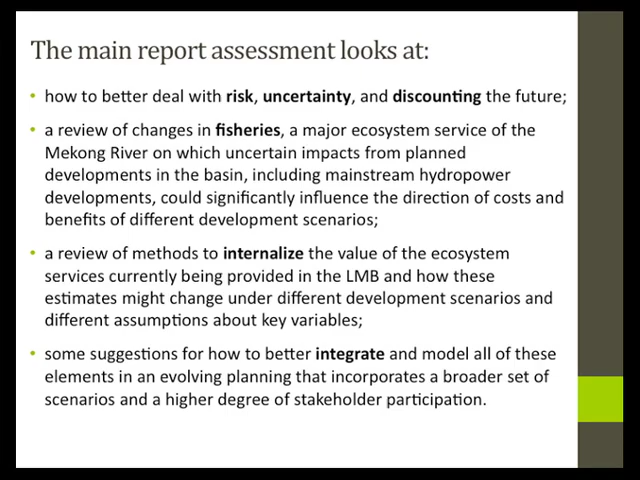 The main report assessment looks at:
• how to better deal with risk, uncertainty, and discounting the future;
• a review of changes in fisheries, a major ecosystem service of the
Mekong River on which uncertain impacts from planned
developments in the basin, including mainstream hydropower
developments, could significantly influence the direction of costs and
benefits of different development scenarios;
• a review of methods to internalize the value of the ecosystem
services currently being provided in the LMB and how these
estimates might change under different development scenarios and
different assumptions about key variables;
• some suggestions for how to better integrate and model all of these
elements in an evolving planning that incorporates a broader set of
scenarios and a higher degree of stakeholder participation.